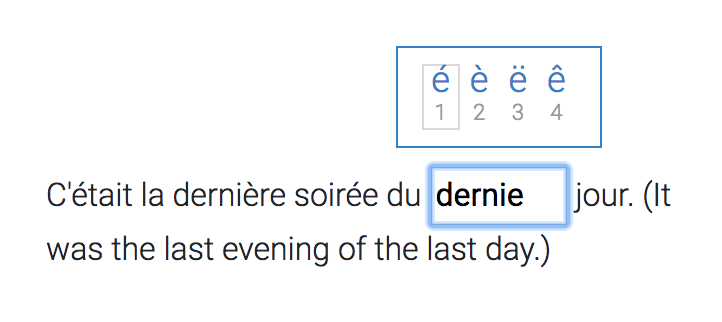 é è ë ê
1 2 3 4
C'était la dernière soirée du dernie jour. (It
was the last evening of the last day.)